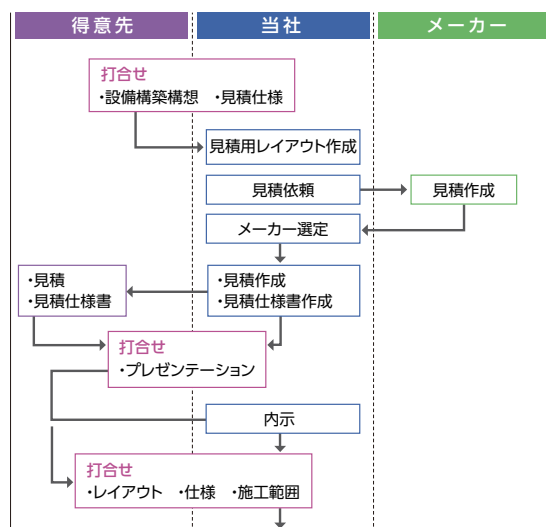 得意先
当社
メーカー
打合せ
・設備構築構想 ・見積仕様
見積用レイアウト作成
見積依頼
見積作成
メーカー選定
・見積
・見積仕様書
・見積作成
・見積仕様書作成
打合せ
・プレゼンテーション
内示
打合せ
・レイアウト ・仕様 ・施工範囲